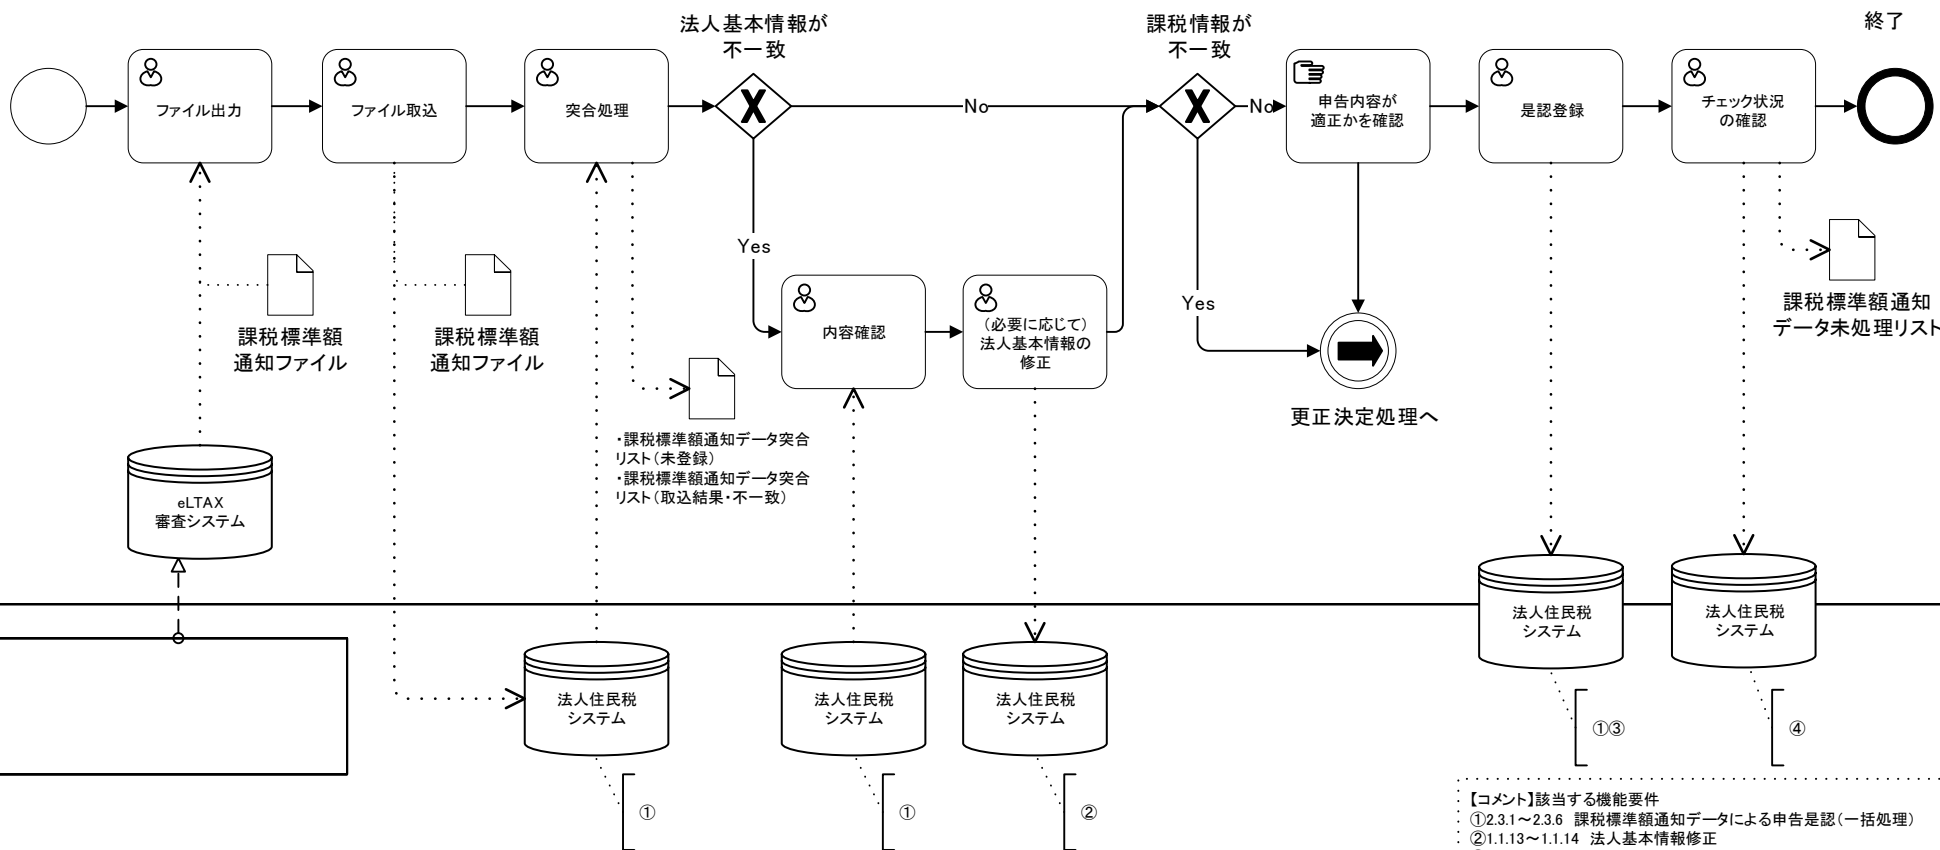 法人基本情報が
不一致
課税情報が
不一致
終了
ファイル出力
ファイル取込
突合処理
No
No
申告内容が
適正かを確認
是認登録
チェック状況
の確認
Yes
Yes
内容確認
（必要に応じて）
法人基本情報の
修正
課税標準額
通知ファイル
課税標準額
通知ファイル
課税標準額通知
データ未処理リスト
更正決定処理へ
・課税標準額通知データ突合
リスト（未登録）
・課税標準額通知データ突合
リスト（取込結果・不一致）
eLTAX
審査システム
法人住民税
システム
法人住民税
システム
法人住民税
システム
法人住民税
システム
法人住民税
システム
①③
④
①
①
②
【コメント】該当する機能要件
①2.3.1～2.3.6 課税標準額通知データによる申告是認（一括処理）
②1.1.13～1.1.14 法人基本情報修正